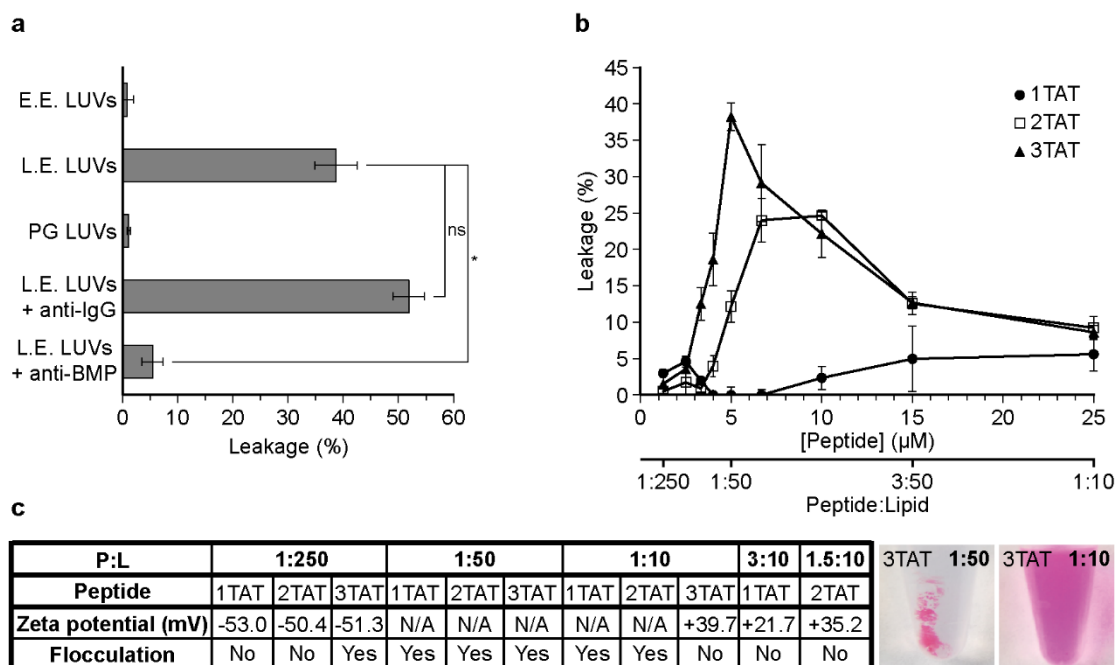 a
E.E. LUVs
L.E. LUVs
PG LUVs
L.E. LUVs
+ anti-IgG
L.E. LUVs
+ anti-BMP
ns
*
0 10 20 30 40 50 60
Leakage (%)
b
45
40
35
30
25
20
15
10
5
0
Leakage (%)
1TAT
2TAT
3TAT
0 5 10 15 20 25
[Peptide] (µM)
1:250 1:50 3:50 1:10
Peptide:Lipid
c
P:L 1:250 1:50 1:10 3:10 1.5:10
Peptide 1TAT 2TAT 3TAT 1TAT 2TAT 3TAT 1TAT 2TAT 3TAT 1TAT 2TAT
Zeta potential (mV) -53.0 -50.4 -51.3 N/A N/A N/A N/A N/A +39.7 +21.7 +35.2
Flocculation No No Yes Yes Yes Yes Yes Yes No No No
3TAT 1:50
3TAT 1:10